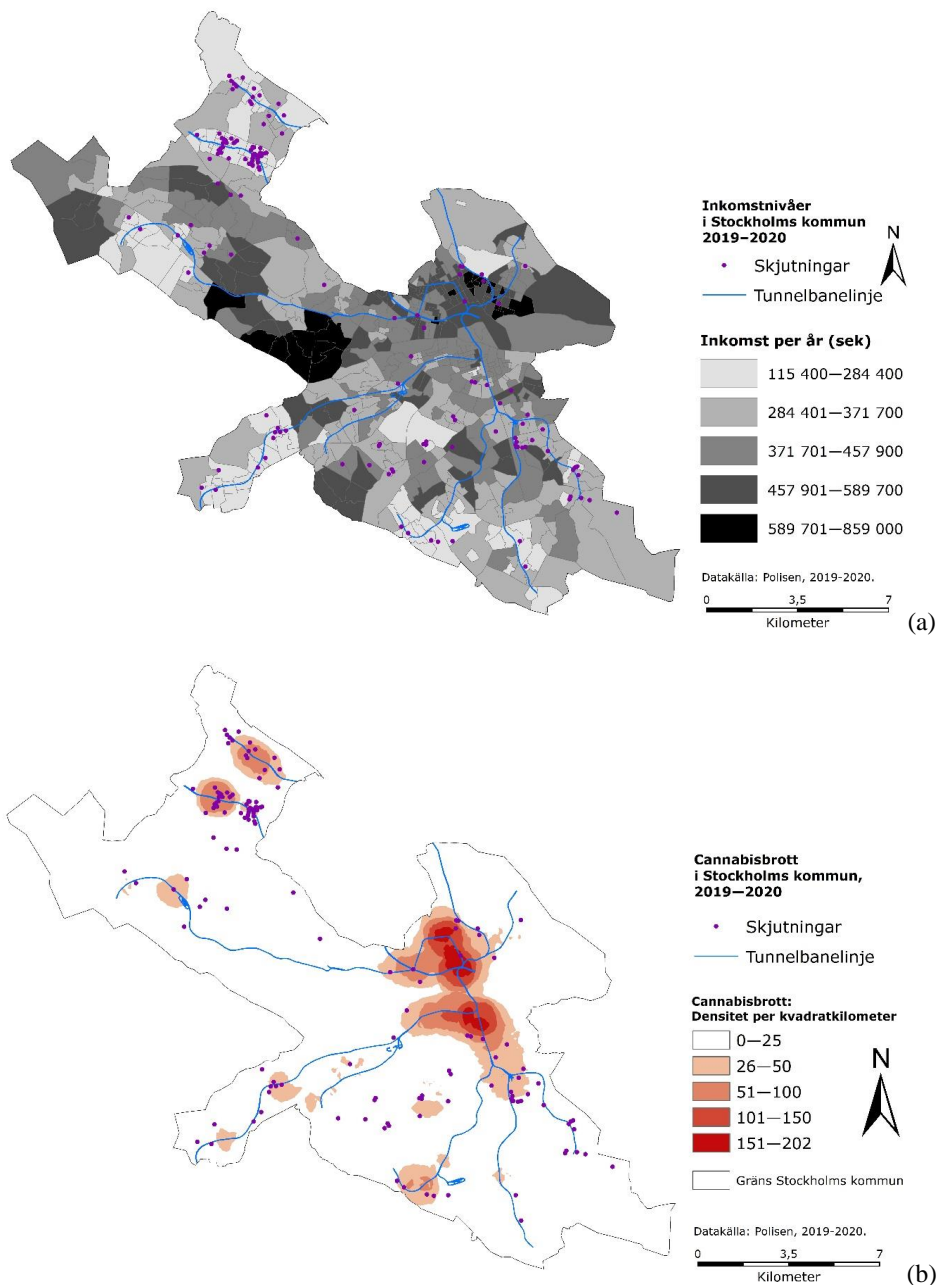 Inkomstnivåer
i Stockholms kommun
2019–2020
N
Skjutningar
Tunnelbanelinje
Inkomst per år (sek)
115 400—284 400
284 401—371 700
371 701—457 900
457 901—589 700
589 701—859 000
Datakälla: Polisen, 2019-2020.
0 3,5 7
Kilometer
(a)
Cannabisbrott
i Stockholms kommun,
2019—2020
Skjutningar
Tunnelbanelinje
Cannabisbrott:
Densitet per kvadratkilometer
0—25
26—50
51—100
101—150
151—202
N
Gräns Stockholms kommun
Datakälla: Polisen, 2019-2020.
0 3,5 7
Kilometer
(b)